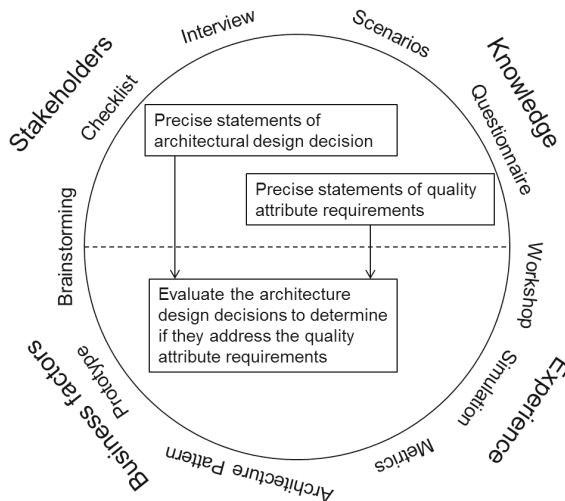 Interview
Scenarios
Stakeholders
Knowledge
Checklist
Questionnaire
Precise statements of
architectural design decision
Precise statements of quality
attribute requirements
Brainstorming
Workshop
Evaluate the architecture
design decisions to determine
if they address the quality
attribute requirements
Prototype
Simulation
Business factors
Experience
Architecture Pattern
Metrics